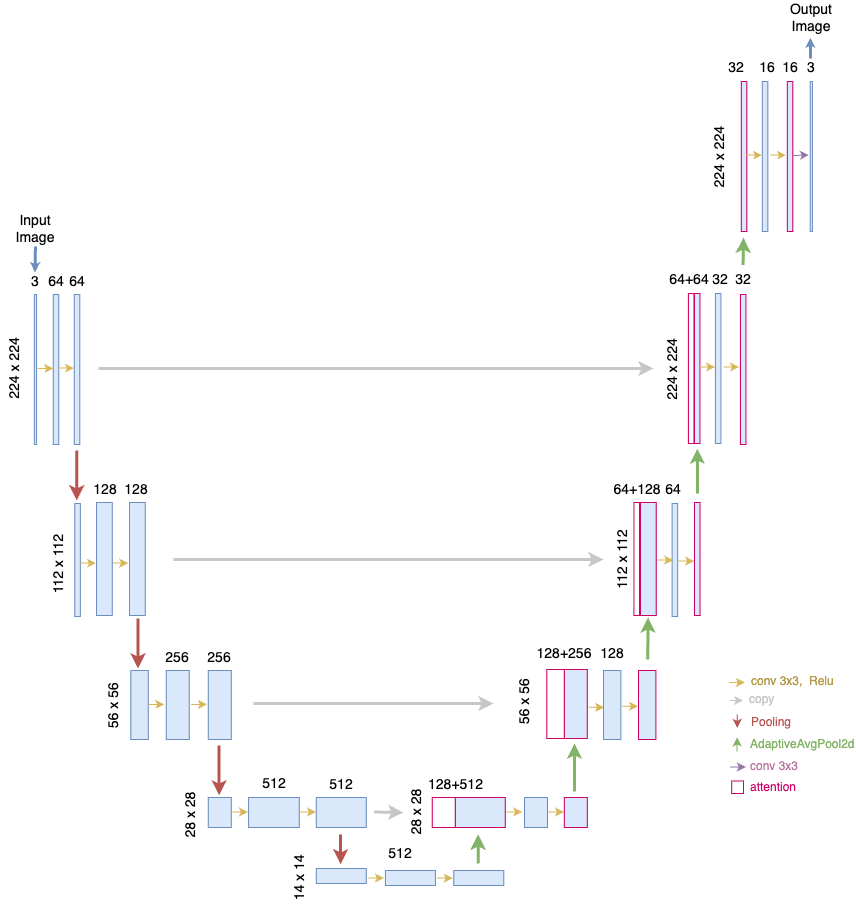 Output
Image
32 16 16 3
224 x 224
Input
Image
3 64 64
224 x 224
64+64 32 32
224 x 224
128 128
112 x 112
64+128 64
112 x 112
256 256
56 x 56
128+256 128
56 x 56
512 512
28 x 28
128+512
28 x 28
512
14 x 14
conv 3x3, Relu
copy
Pooling
AdaptiveAvgPool2d
conv 3x3
attention